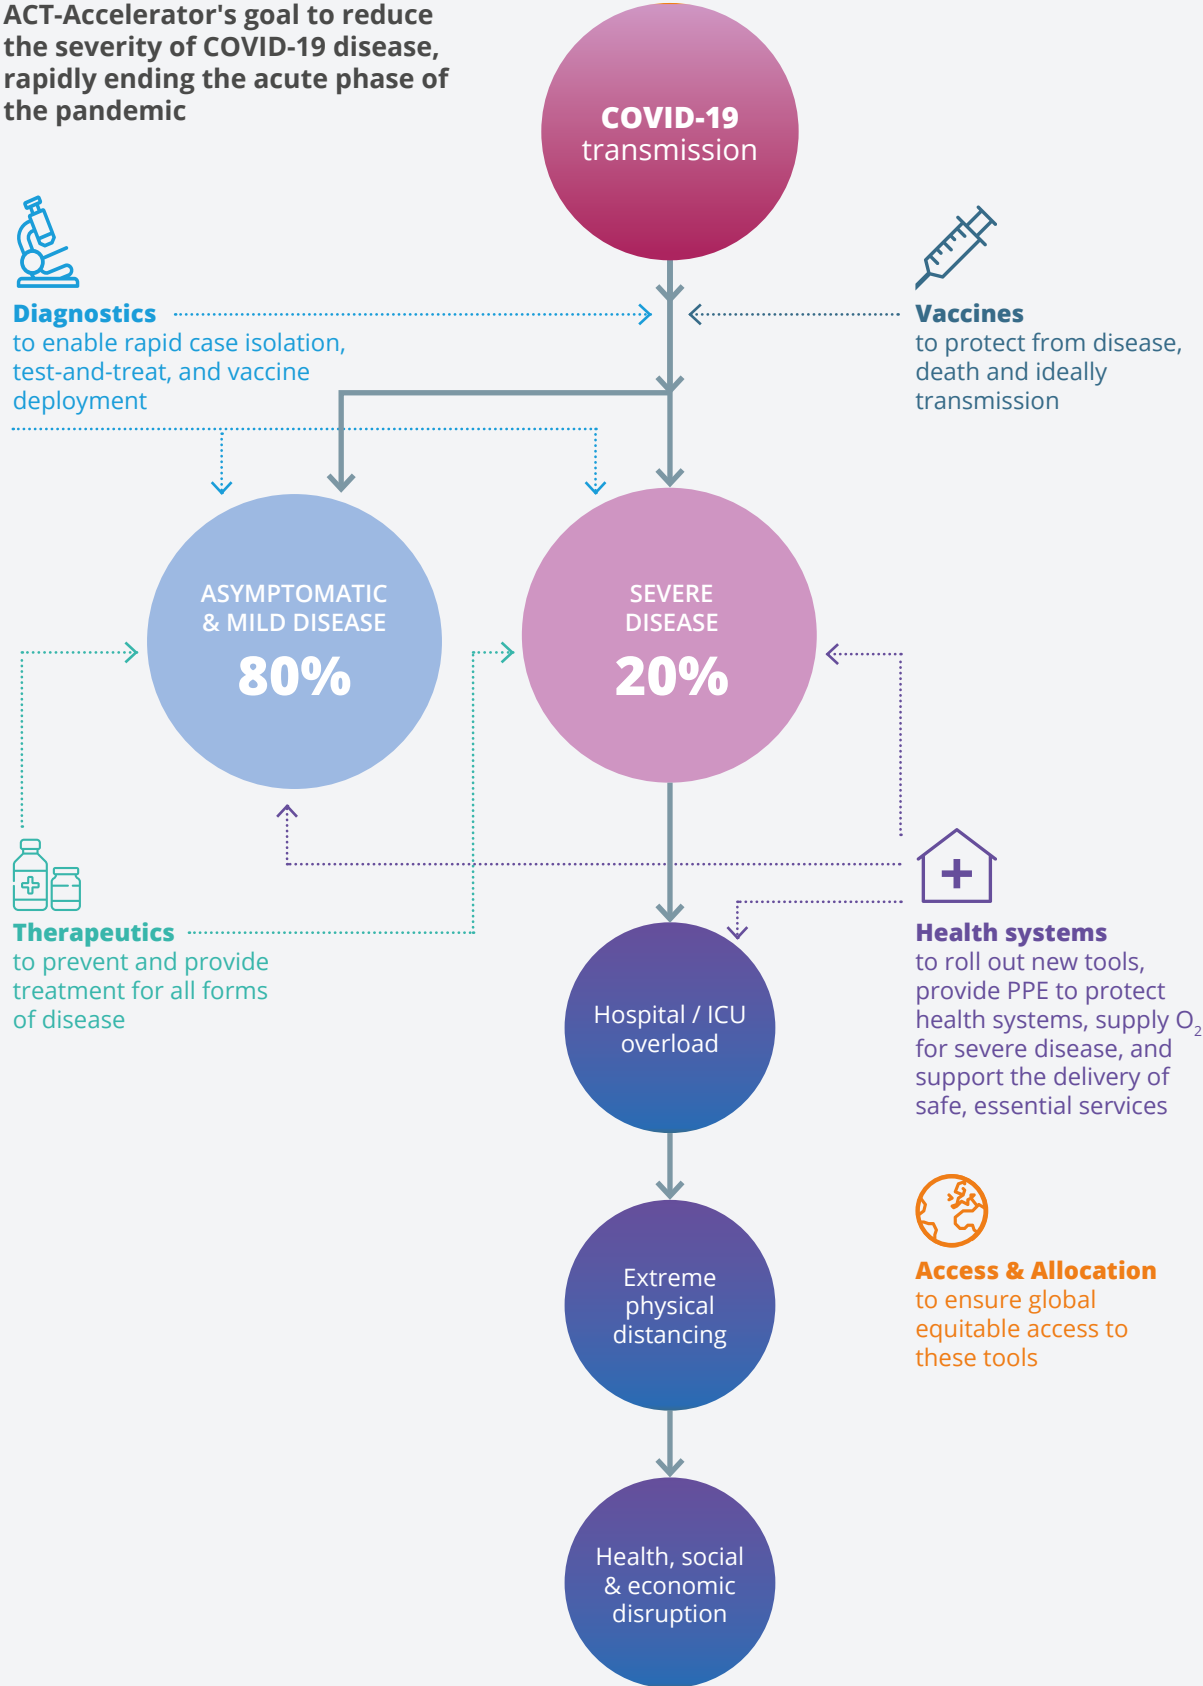 ACT-Accelerator's goal to reduce
the severity of COVID-19 disease,
rapidly ending the acute phase of
the pandemic
COVID-19
transmission
Diagnostics
to enable rapid case isolation,
test-and-treat, and vaccine
deployment
Vaccines
to protect from disease,
death and ideally
transmission
ASYMPTOMATIC
& MILD DISEASE
80%
SEVERE
DISEASE
20%
Therapeutics
to prevent and provide
treatment for all forms
of disease
Hospital / ICU
overload
Health systems
to roll out new tools,
provide PPE to protect
health systems, supply O₂
for severe disease, and
support the delivery of
safe, essential services
Extreme
physical
distancing
Access & Allocation
to ensure global
equitable access to
these tools
Health, social
& economic
disruption